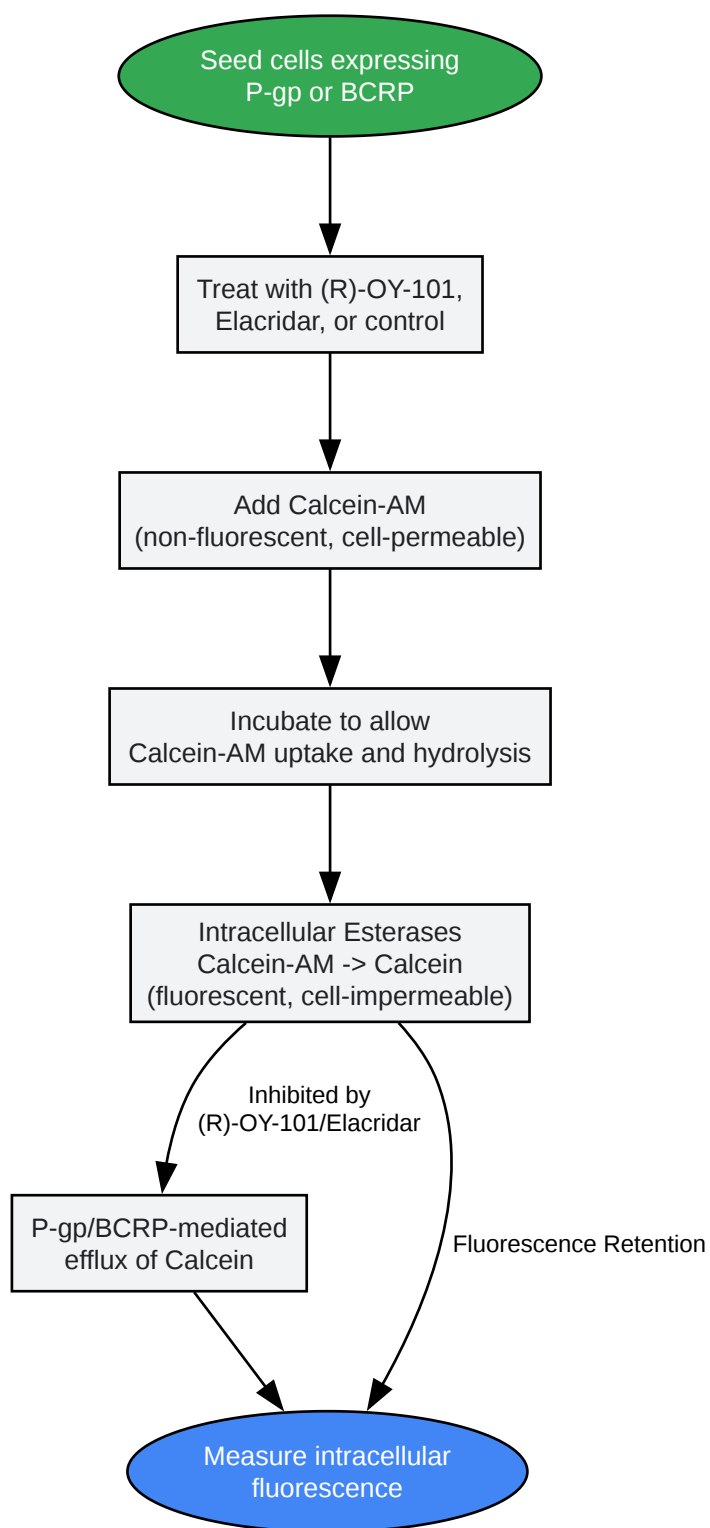 Seed cells expressing
P-gp or BCRP
Treat with (R)-OY-101,
Elacridar, or control
Add Calcein-AM
(non-fluorescent, cell-permeable)
Incubate to allow
Calcein-AM uptake and hydrolysis
Intracellular Esterases
Calcein-AM -> Calcein
(fluorescent, cell-impermeable)
Inhibited by
(R)-OY-101/Elacridar
P-gp/BCRP-mediated
efflux of Calcein
Fluorescence Retention
Measure intracellular
fluorescence